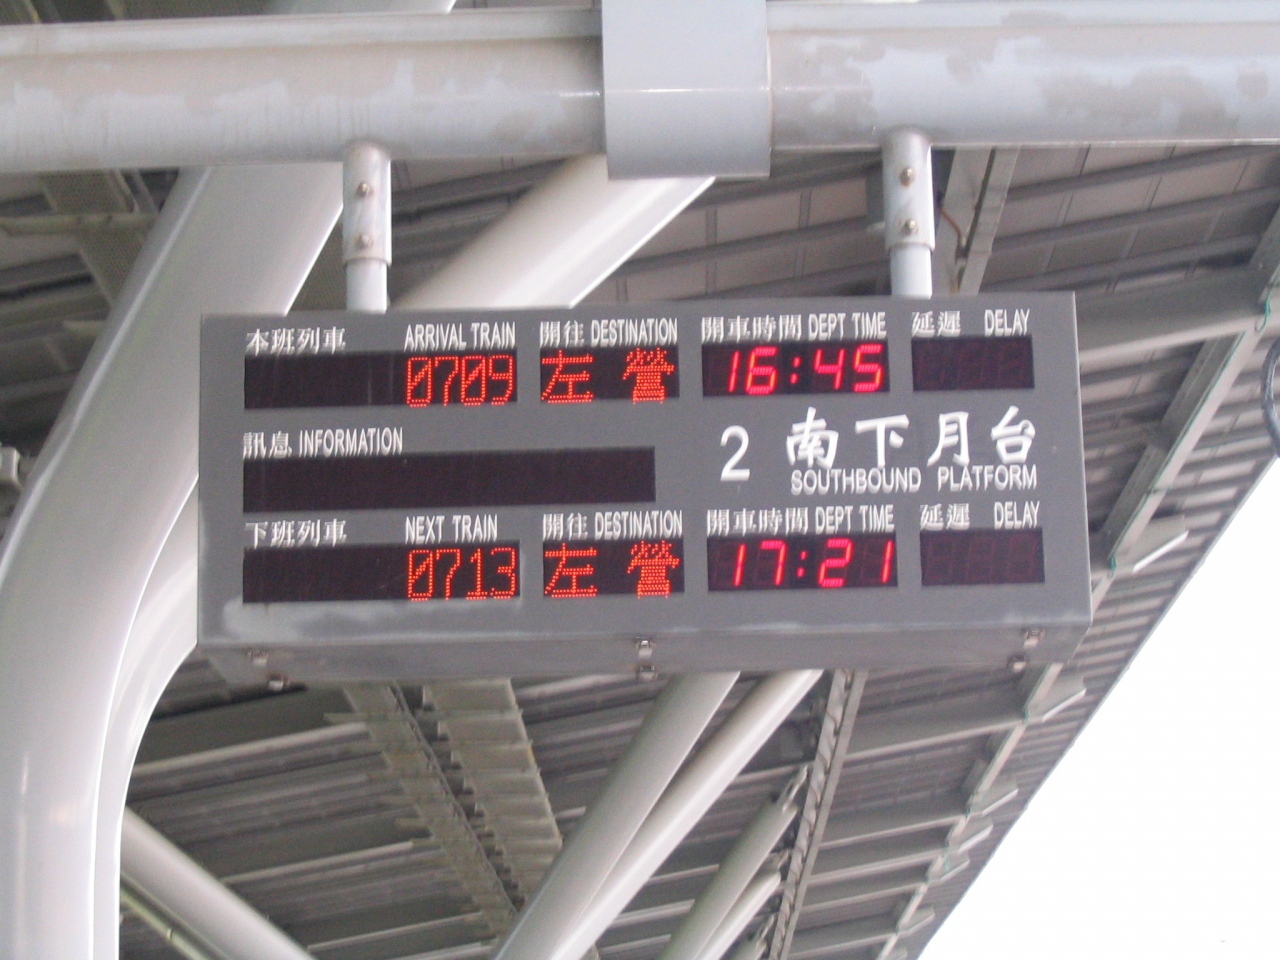 本班列車 ARRIVAL TRAIN 開往 DESTINATION 開車時間 DEPT TIME 延遲 DELAY
0709 左營 16:45
訊息 INFORMATION
2 南下月台
SOUTHBOUND PLATFORM
下班列車 NEXT TRAIN 開往 DESTINATION 開車時間 DEPT TIME 延遲 DELAY
0713 左營 17:21